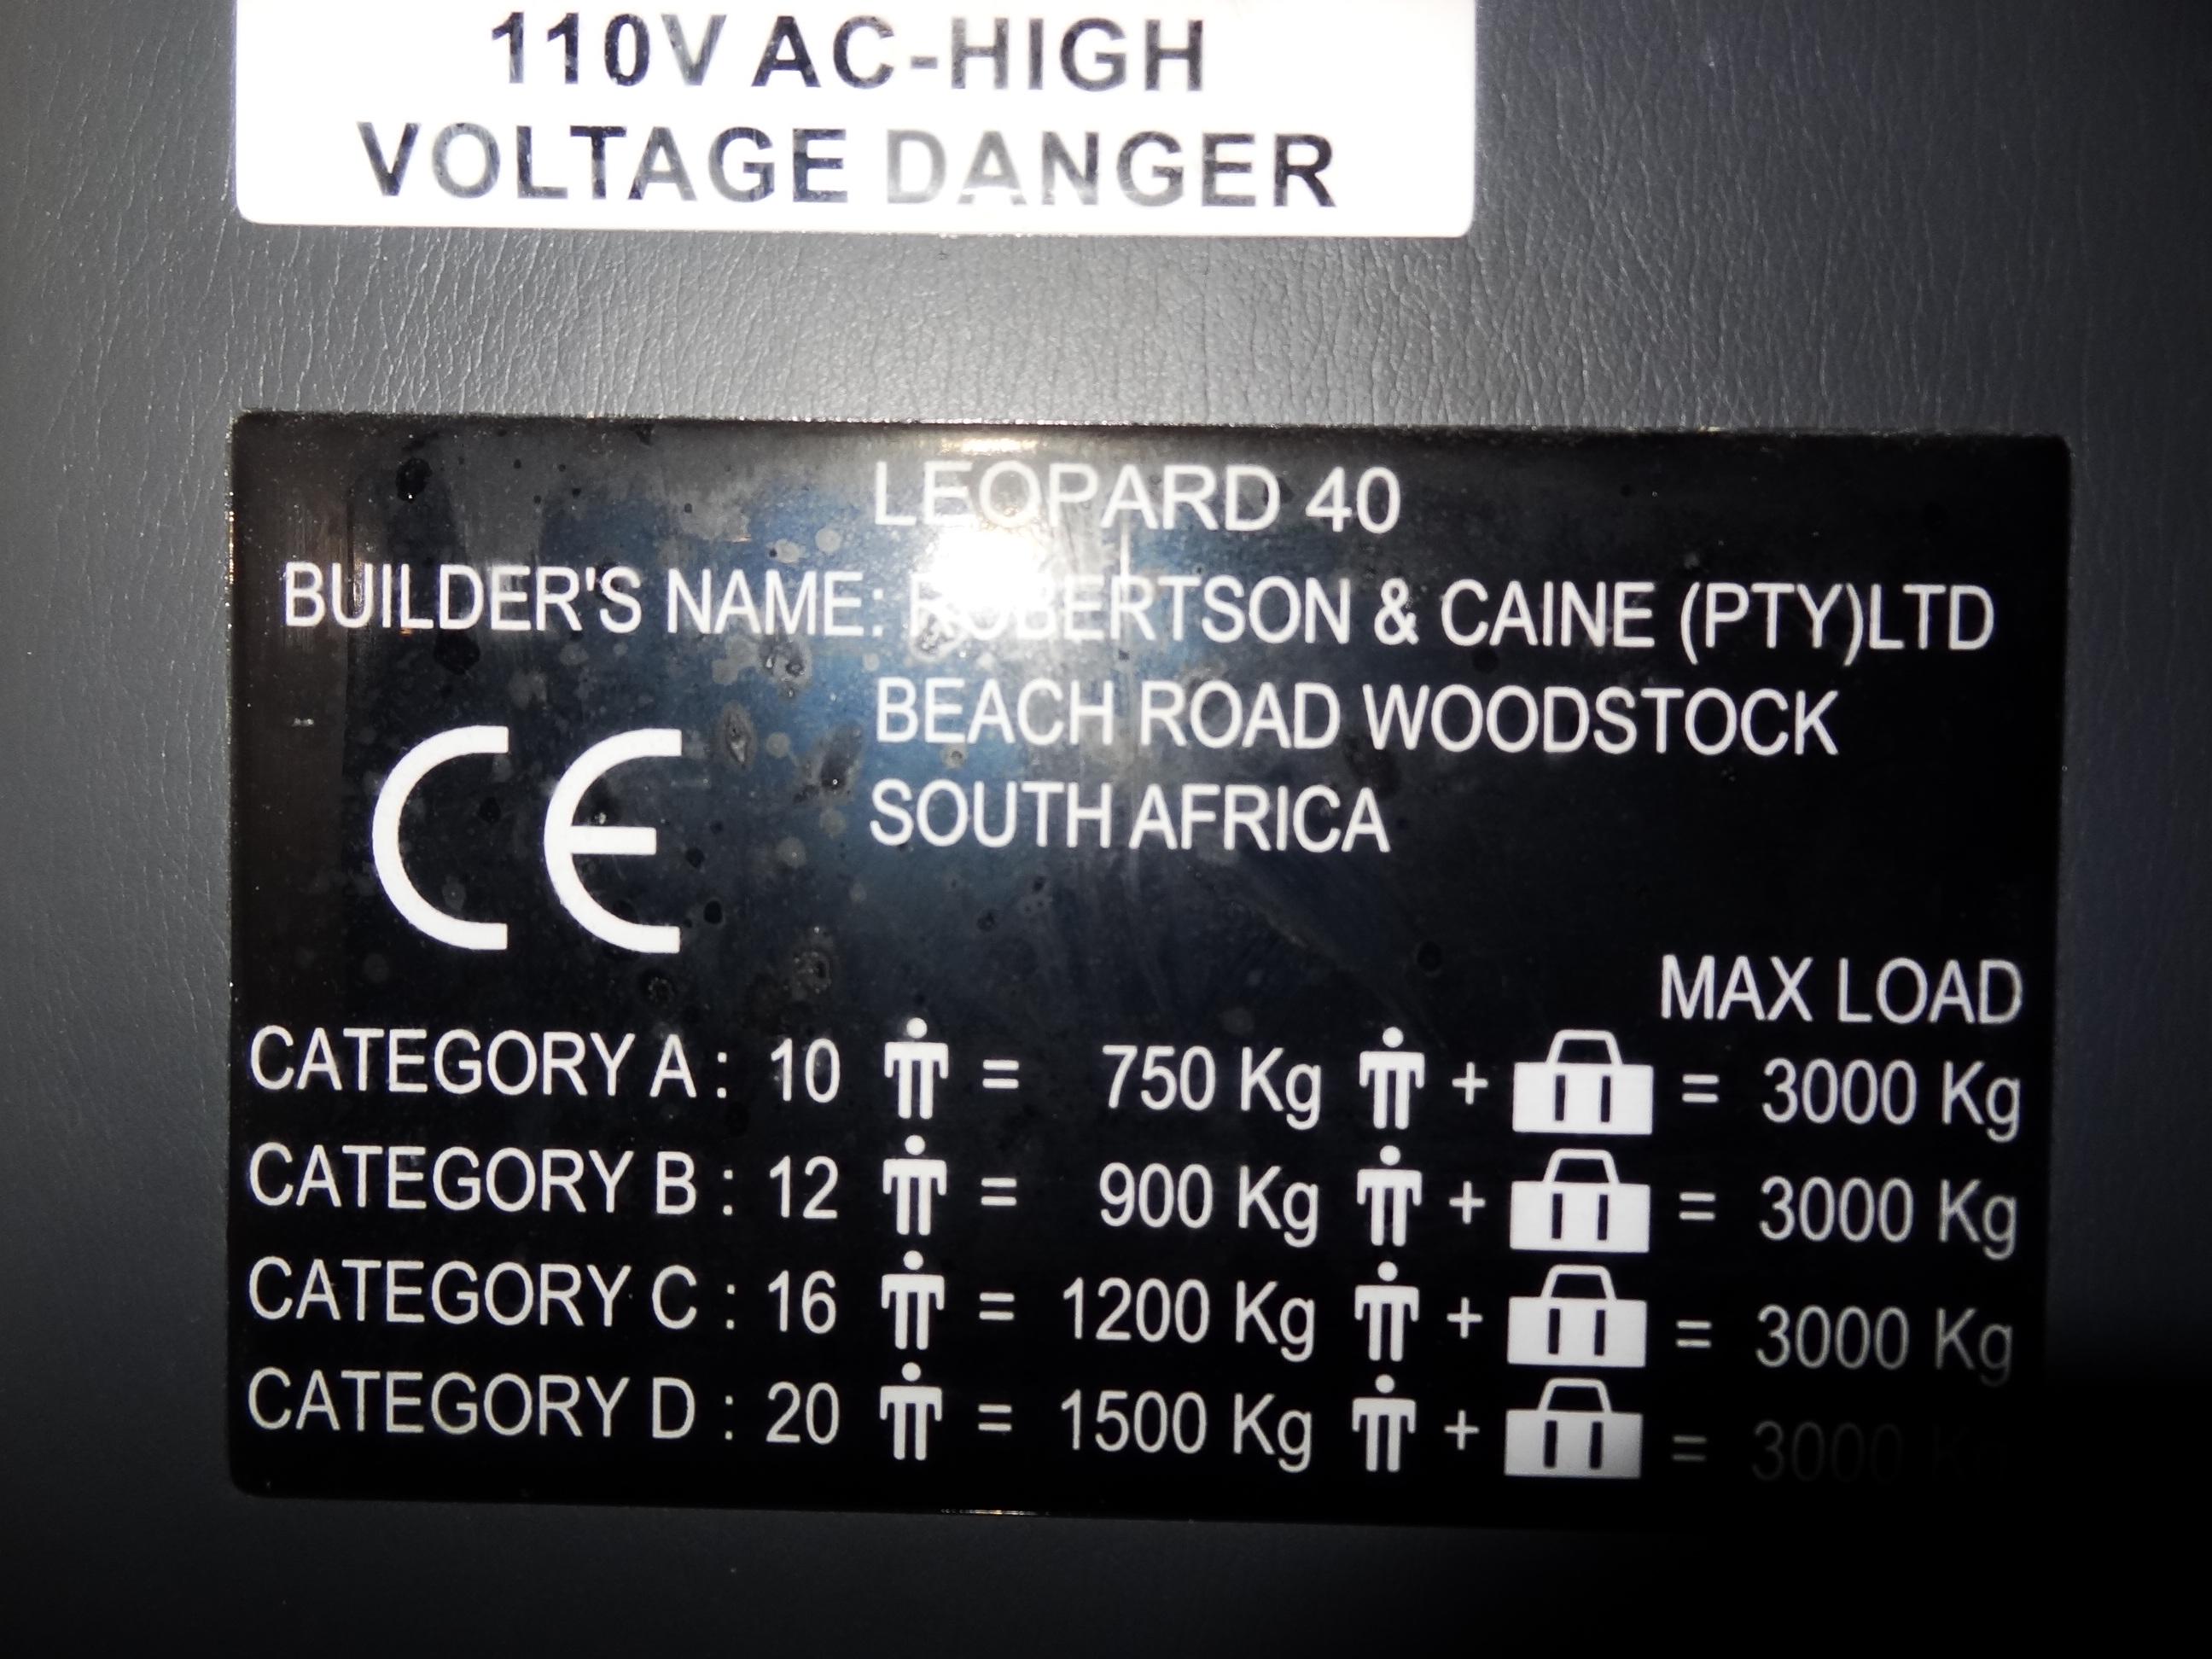 110V AC-HIGH
VOLTAGE DANGER
LEOPARD 40
BUILDER'S NAME: ROBERTSON & CAINE (PTY)LTD
BEACH ROAD WOODSTOCK
SOUTH AFRICA
CE
MAX LOAD
CATEGORY A : 10 = 750 Kg + = 3000 Kg
CATEGORY B : 12 = 900 Kg + = 3000 Kg
CATEGORY C : 16 = 1200 Kg + = 3000 Kg
CATEGORY D : 20 = 1500 Kg + = 3000